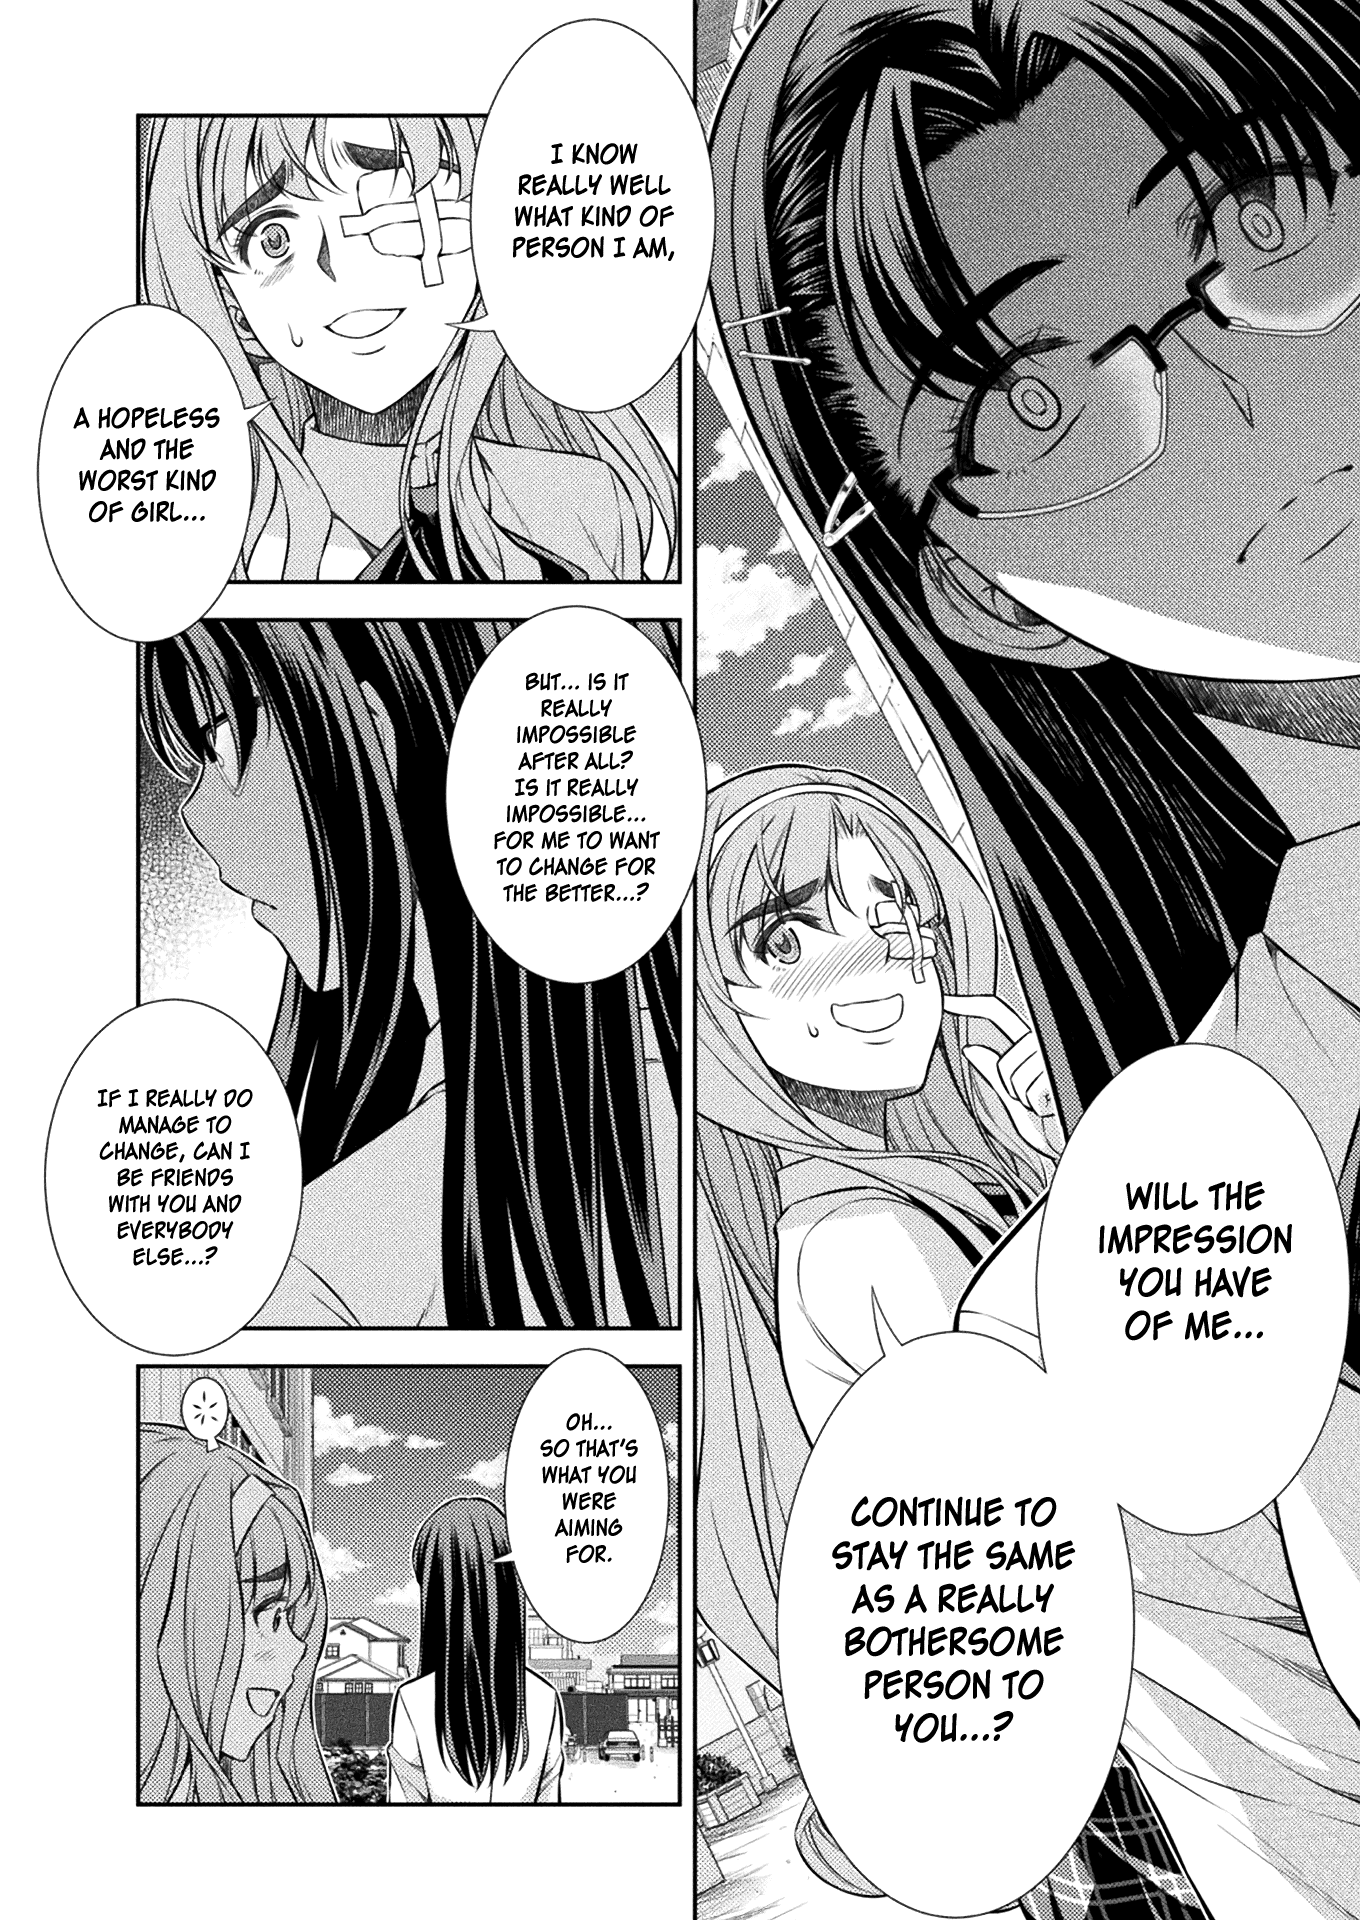 WILL THE
IMPRESSION
YOU HAVE
OF ME...
CONTINUE TO
STAY THE SAME
AS A REALLY
BOTHERSOME
PERSON TO
YOU...?
I KNOW
REALLY WELL
WHAT KIND OF
PERSON I AM,
A HOPELESS
AND THE
WORST KIND
OF GIRL...
BUT... IS IT
REALLY
IMPOSSIBLE
AFTER ALL?
IS IT REALLY
IMPOSSIBLE...
FOR ME TO WANT
TO CHANGE FOR
THE BETTER...?
IF I REALLY DO
MANAGE TO
CHANGE, CAN I
BE FRIENDS
WITH YOU AND
EVERYBODY
ELSE...?
OH...
SO THAT'S
WHAT YOU
WERE
AIMING
FOR.